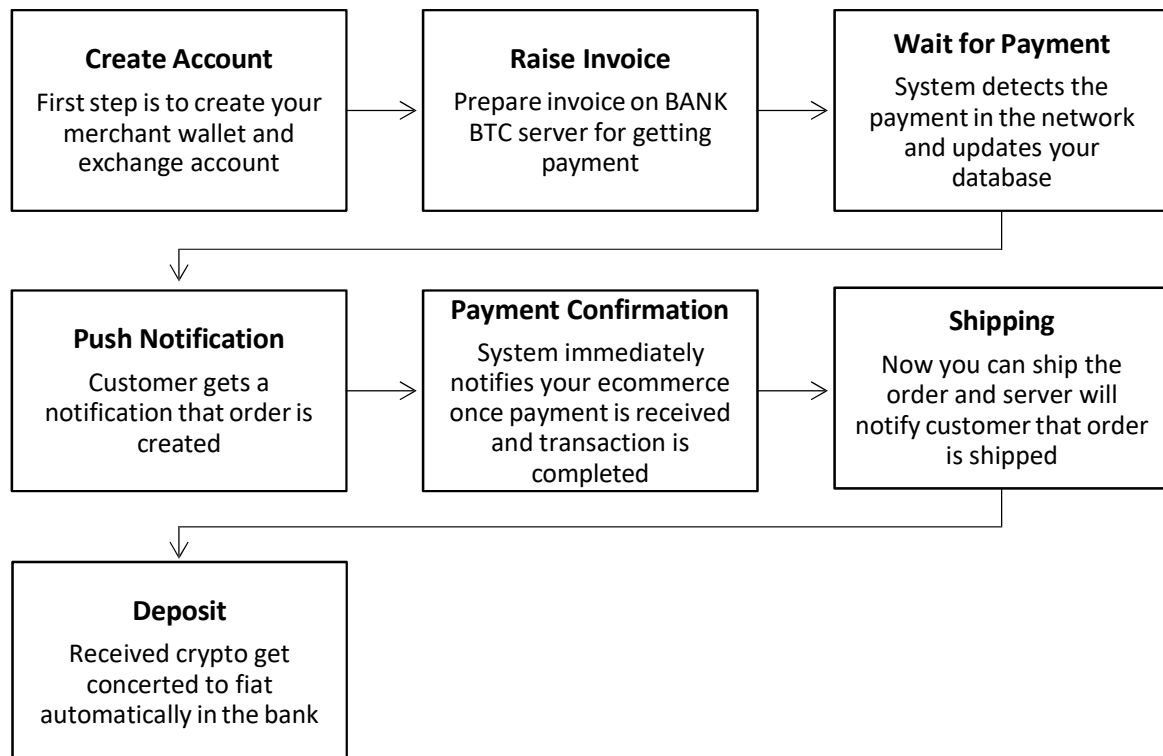 Create Account
First step is to create your
merchant wallet and
exchange account
Raise Invoice
Prepare invoice on BANK
BTC server for getting
payment
Wait for Payment
System detects the
payment in the network
and updates your
database
Push Notification
Customer gets a
notification that order is
created
Payment Confirmation
System immediately
notifies your ecommerce
once payment is received
and transaction is
completed
Shipping
Now you can ship the
order and server will
notify customer that order
is shipped
Deposit
Received crypto get
concerted to fiat
automatically in the bank